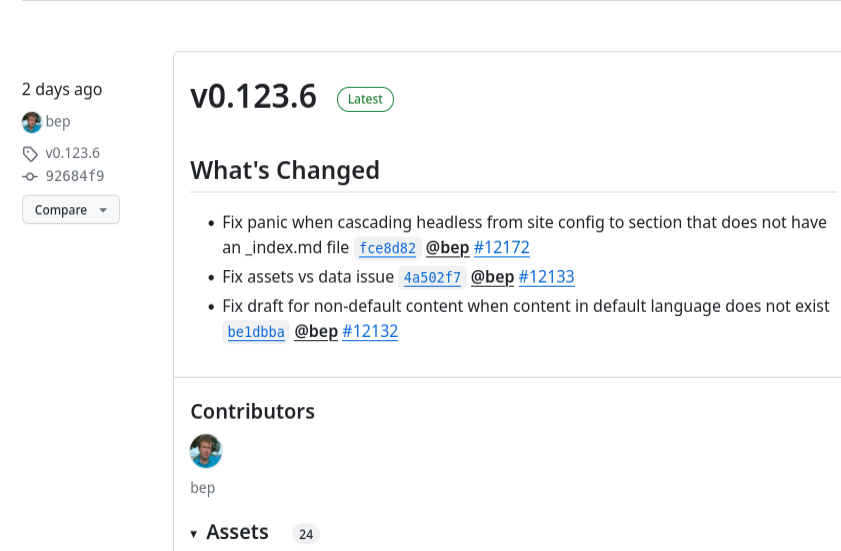 2 days ago
bep
v0.123.6
92684f9
Compare
v0.123.6 Latest
What's Changed
Fix panic when cascading headless from site config to section that does not have
an _index.md file fce8d82 @bep #12172
Fix assets vs data issue 4a502f7 @bep #12133
Fix draft for non-default content when content in default language does not exist
be1dbba @bep #12132
Contributors
bep
Assets 24